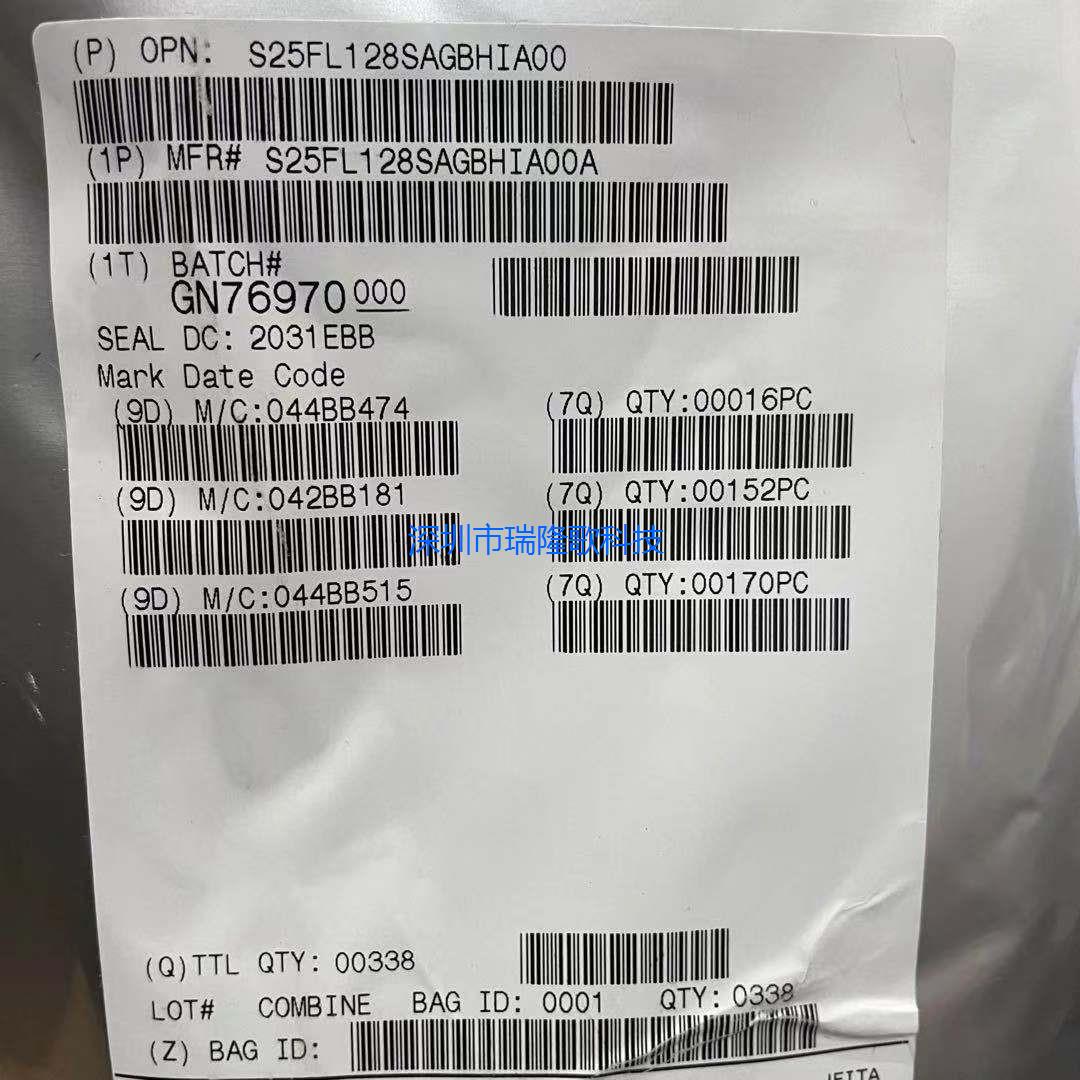 (P) OPN: S25FL128SAGBHIA00
(1P) MFR# S25FL128SAGBHIA00A
(1T) BATCH#
GN76970 000
SEAL DC: 2031EBB
Mark Date Code
(9D) M/C:044BB474 (7Q) QTY:00016PC
(9D) M/C:042BB181 (7Q) QTY:00152PC
深圳市瑞隆歌科技
(9D) M/C:044BB515 (7Q) QTY:00170PC
(Q)TTL QTY: 00338
LOT# COMBINE BAG ID: 0001 QTY: 0338
(Z) BAG ID:
JEITA